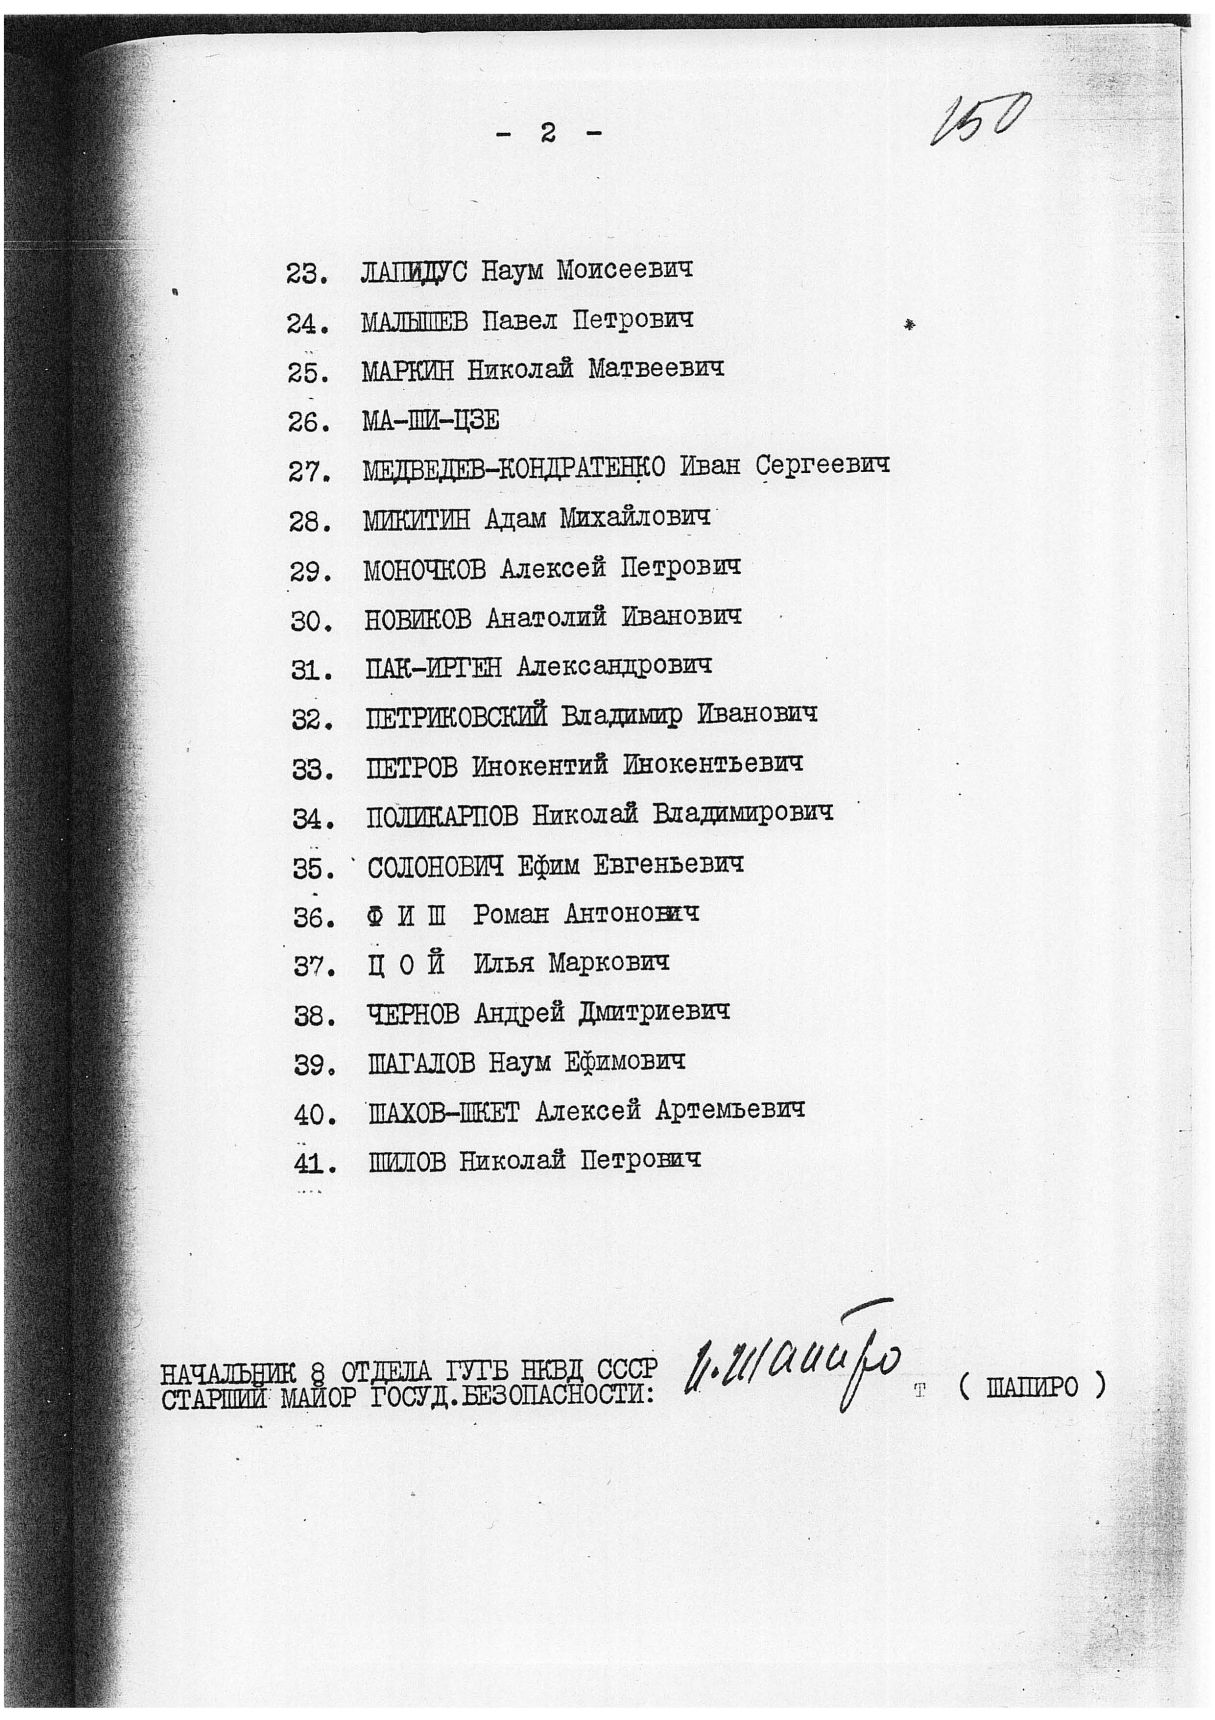 150
- 2 -
23. ЛАПИДУС Наум Моисеевич
24. МАЛЫШЕВ Павел Петрович
25. МАРКИН Николай Матвеевич
26. МА-ШИ-ЦЗЕ
27. МЕДВЕДЕВ-КОНДРАТЕНКО Иван Сергеевич
28. МИКИТИН Адам Михайлович
29. МОНОЧКОВ Алексей Петрович
30. НОВИКОВ Анатолий Иванович
31. ПАК-ИРГЕН Александрович
32. ПЕТРИКОВСКИЙ Владимир Иванович
33. ПЕТРОВ Инокентий Инокентьевич
34. ПОЛИКАРПОВ Николай Владимирович
35. СОЛОНОВИЧ Ефим Евгеньевич
36. Ф И Ш Роман Антонович
37. Ц О Й Илья Маркович
38. ЧЕРНОВ Андрей Дмитриевич
39. ШАГАЛОВ Наум Ефимович
40. ШАХОВ-ШКЕТ Алексей Артемьевич
41. ШИЛОВ Николай Петрович
НАЧАЛЬНИК 8 ОТДЕЛА ГУГБ НКВД СССР
СТАРШИЙ МАЙОР ГОСУД.БЕЗОПАСНОСТИ: И. Шапиро т ( ШАПИРО )